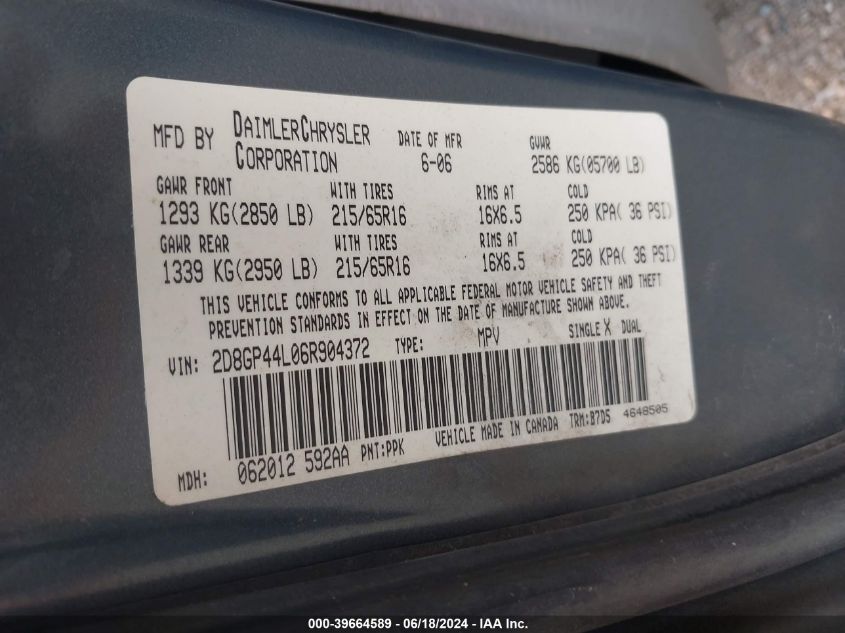 MFD BY DAIMLERCHRYSLER CORPORATION DATE OF MFR 6-06 GVWR 2586 KG(05700 LB)
GAWR FRONT WITH TIRES RIMS AT COLD
1293 KG(2850 LB) 215/65R16 16X6.5 250 KPA( 36 PSI)
GAWR REAR WITH TIRES RIMS AT COLD
1339 KG(2950 LB) 215/65R16 16X6.5 250 KPA( 36 PSI)
THIS VEHICLE CONFORMS TO ALL APPLICABLE FEDERAL MOTOR VEHICLE SAFETY AND THEFT
PREVENTION STANDARDS IN EFFECT ON THE DATE OF MANUFACTURE SHOWN ABOVE.
VIN: 2D8GP44L06R904372 TYPE: MPV SINGLE X DUAL
MDH: 062012 592AA PNT:PPK VEHICLE MADE IN CANADA TRM:B7D5 4648505
000-39664589 - 06/18/2024 - IAA Inc.